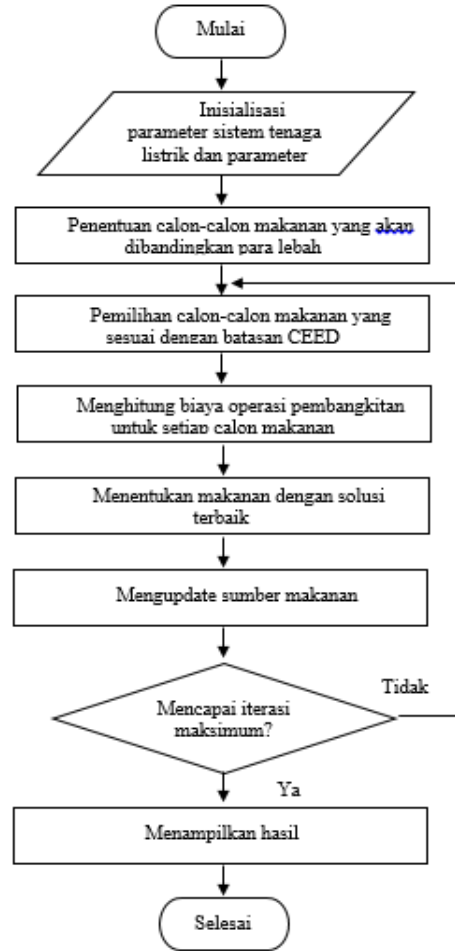 Mulai
Inisialisasi
parameter sistem tenaga
listrik dan parameter
Penentuan calon-calon makanan yang akan
dibandingkan para lebah
Pemilihan calon-calon makanan yang
sesuai dengan batasan CEED
Menghitung biaya operasi pembangkitan
untuk setiap calon makanan
Menentukan makanan dengan solusi
terbaik
Mengupdate sumber makanan
Mencapai iterasi
maksimum?
Tidak
Ya
Menampilkan hasil
Selesai